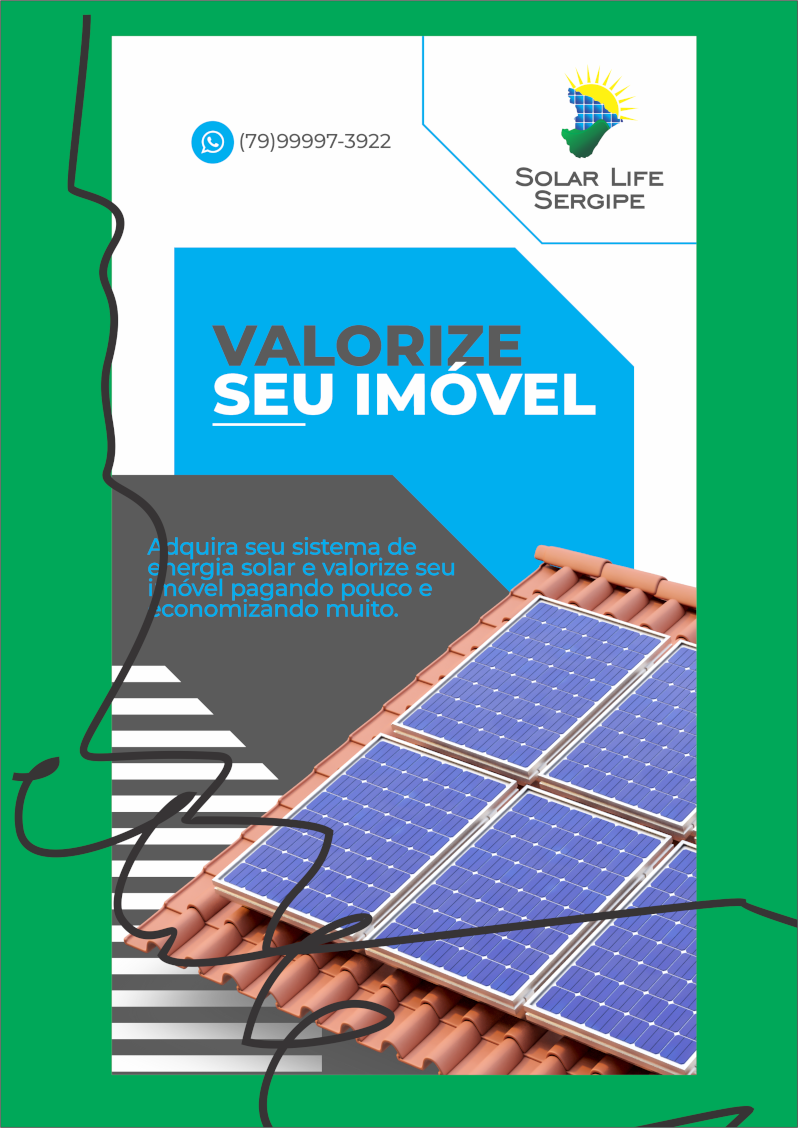 (79)99997-3922
SOLAR LIFE
SERGIPE
VALORIZE
SEU IMÓVEL
Adquira seu sistema de
energia solar e valorize seu
imóvel pagando pouco e
economizando muito.